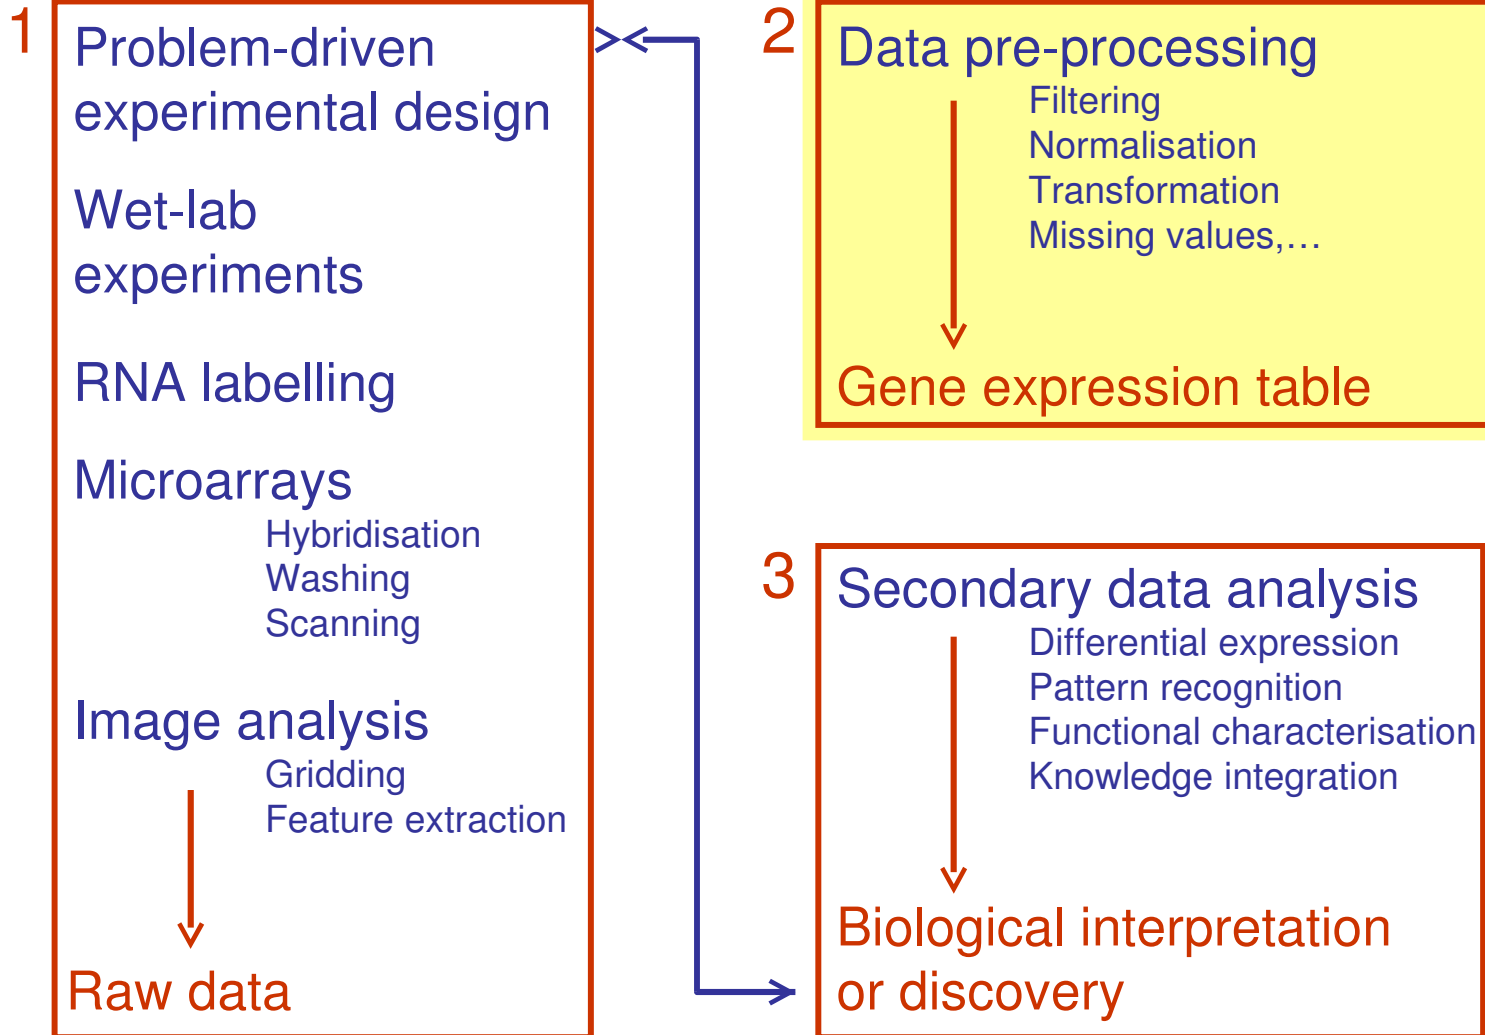 1
Problem-driven
experimental design
Wet-lab
experiments
RNA labelling
Microarrays
Hybridisation
Washing
Scanning
Image analysis
Gridding
Feature extraction
Raw data
2
Data pre-processing
Filtering
Normalisation
Transformation
Missing values,…
Gene expression table
3
Secondary data analysis
Differential expression
Pattern recognition
Functional characterisation
Knowledge integration
Biological interpretation
or discovery